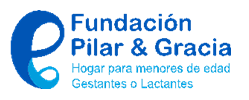 Fundación
Pilar & Gracia
Hogar para menores de edad
Gestantes o Lactantes